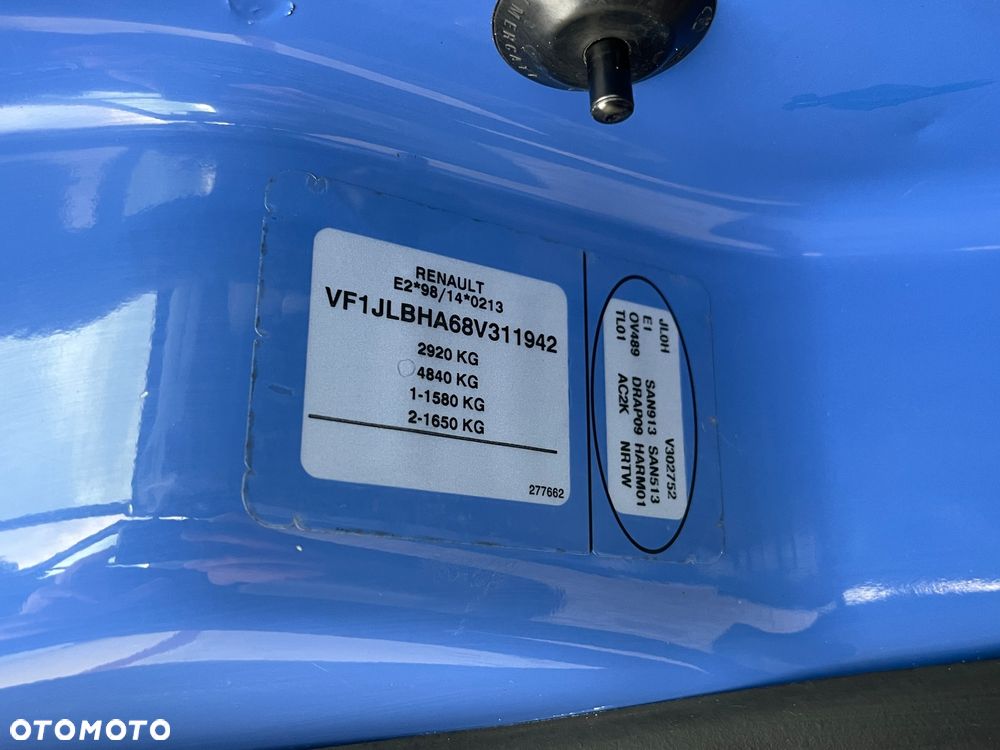 MERCA
RENAULT
E2*98/14*0213
VF1JLBHA68V311942
2920 KG
4840 KG
1-1580 KG
2-1650 KG
277662
JL0H V302752
E1 SAN913 SAN513
OV489 DRAP09 HARM01
TL01 AC2K NRTW
OTOMOTO